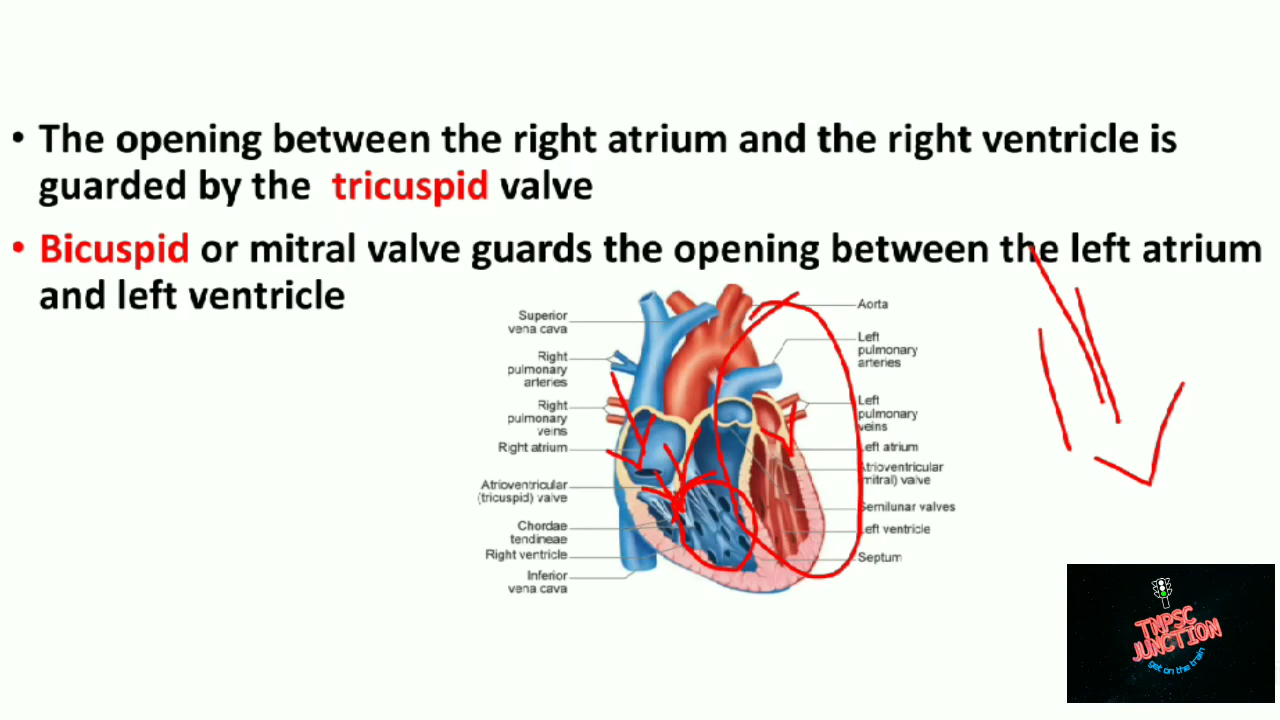 • The opening between the right atrium and the right ventricle is
guarded by the tricuspid valve
• Bicuspid or mitral valve guards the opening between the left atrium
and left ventricle
Superior
vena cava
Right
pulmonary
arteries
Right
pulmonary
veins
Right atrium
Atrioventricular
(tricuspid) valve
Chordae
tendineae
Right ventricle
Inferior
vena cava
Aorta
Left
pulmonary
arteries
Left
pulmonary
veins
Left atrium
Atrioventricular
(mitral) valve
Semilunar valves
Left ventricle
Septum
TNPSC
JUNCTION
get on the train